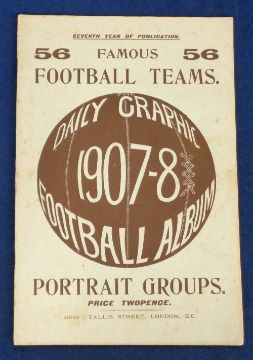 SEVENTH YEAR OF PUBLICATION.
56 FAMOUS 56
FOOTBALL TEAMS.
DAILY GRAPHIC
1907-8
FOOTBALL ALBUM
PORTRAIT GROUPS.
PRICE TWOPENCE.
TALLIS STREET, LONDON, E.C.